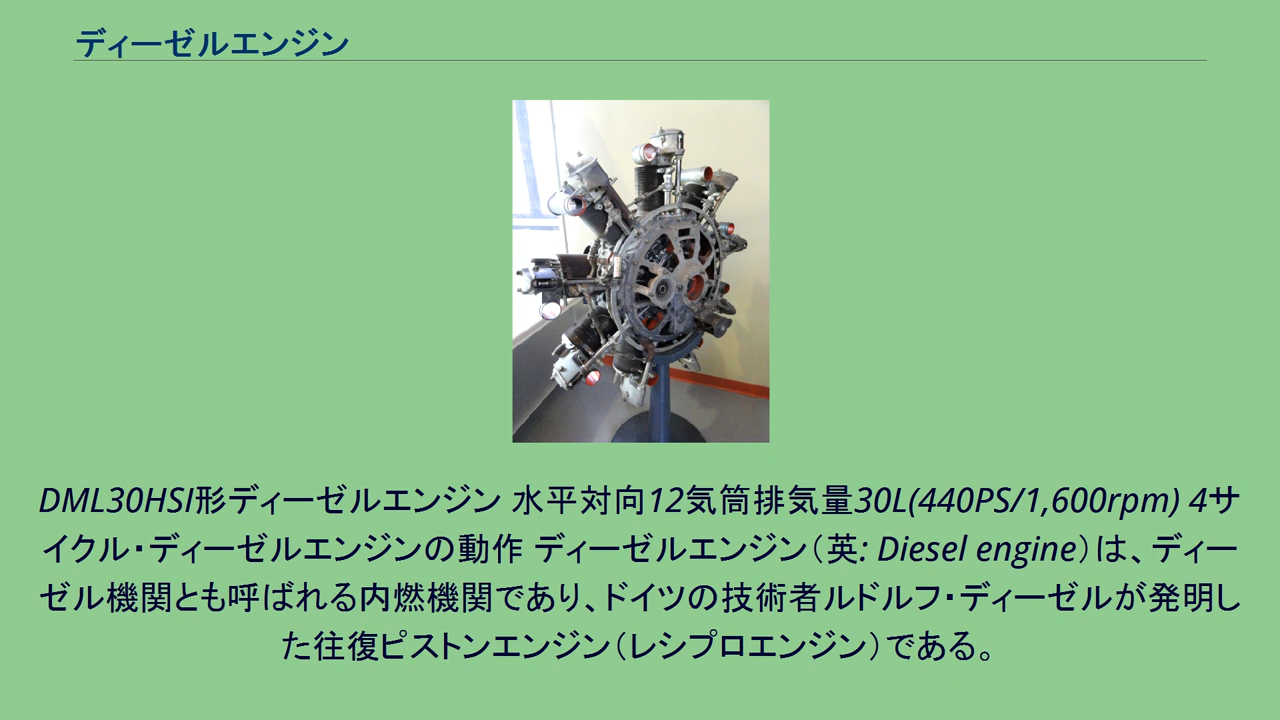 ディーゼルエンジン
DML30HSI形ディーゼルエンジン 水平対向12気筒排気量30L(440PS/1,600rpm) 4サ
イクル・ディーゼルエンジンの動作 ディーゼルエンジン（英: Diesel engine）は、ディー
ゼル機関とも呼ばれる内燃機関であり、ドイツの技術者ルドルフ・ディーゼルが発明し
た往復ピストンエンジン（レシプロエンジン）である。